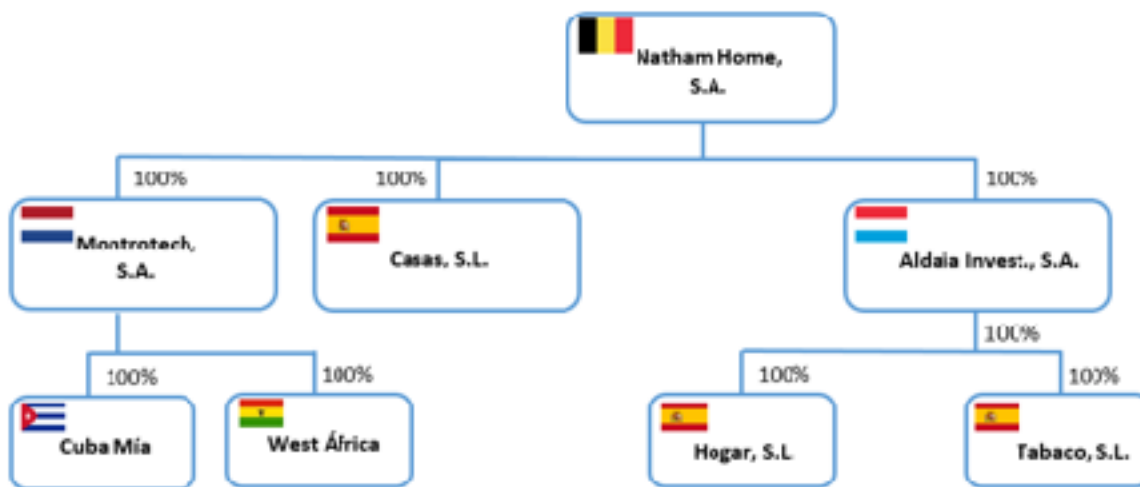 Natham Home,
S.A.
100%
100%
100%
Montrotech,
S.A.
Casas, S.L.
Aldaia Invest., S.A.
100%
100%
100%
100%
100%
Cuba Mía
West África
Hogar, S.L
Tabaco, S.L.